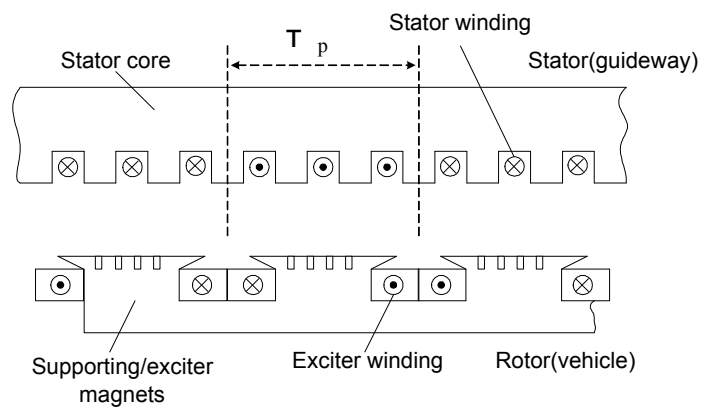 T p
Stator winding
Stator core
Stator(guideway)
Supporting/exciter
magnets
Exciter winding
Rotor(vehicle)